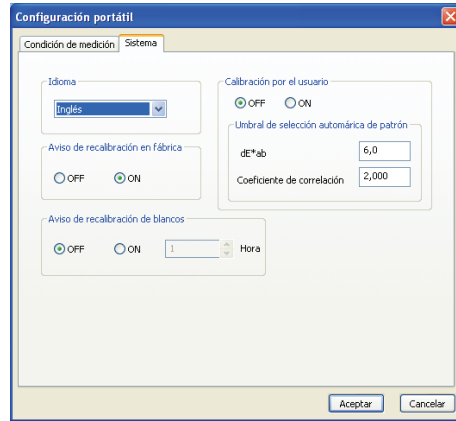 Configuración portátil
Condición de medición Sistema
Idioma
Inglés
Aviso de recalibración en fábrica
OFF ON
Aviso de recalibración de blancos
OFF ON 1 Hora
Calibración por el usuario
OFF ON
Umbral de selección automárica de patrón
dE*ab 6,0
Coeficiente de correlación 2,000
Aceptar Cancelar